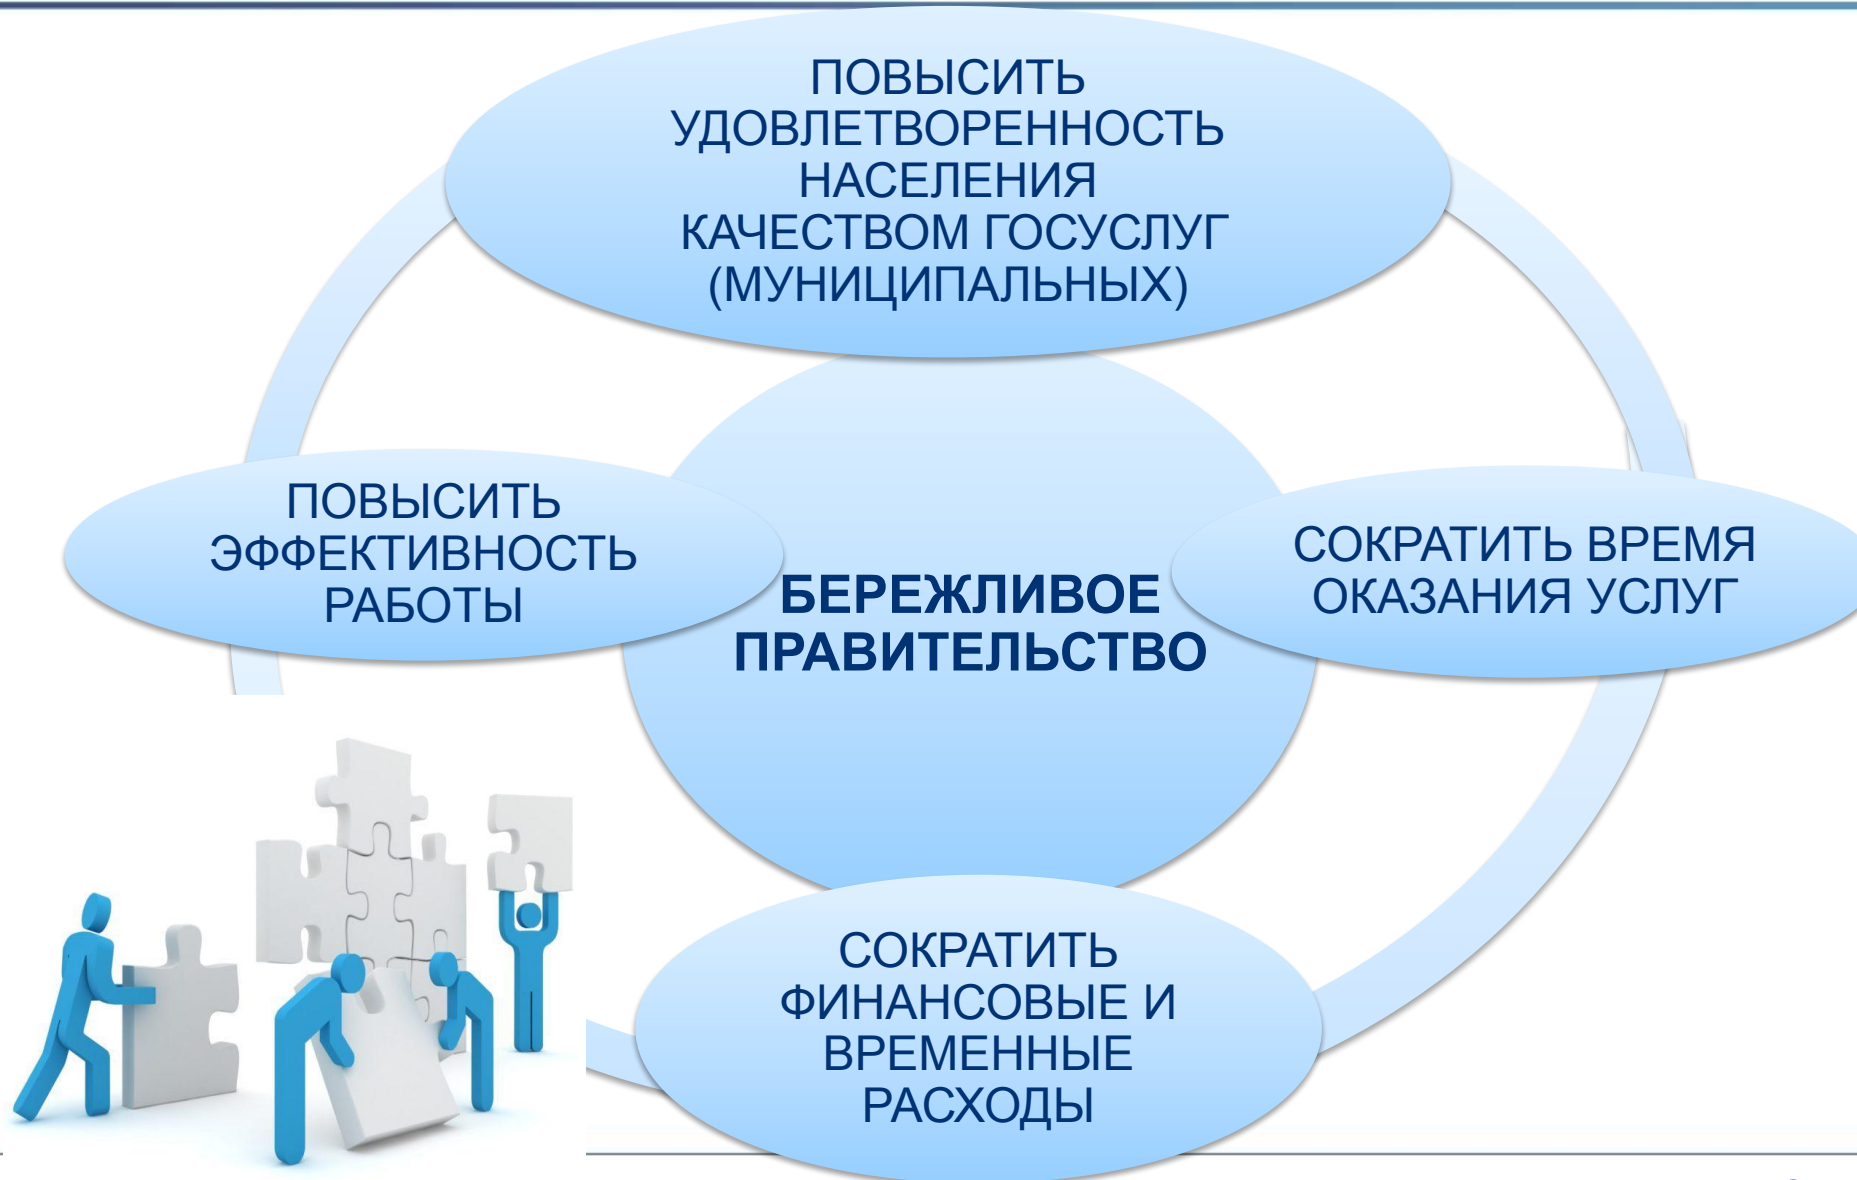 ПОВЫСИТЬ
УДОВЛЕТВОРЕННОСТЬ
НАСЕЛЕНИЯ
КАЧЕСТВОМ ГОСУСЛУГ
(МУНИЦИПАЛЬНЫХ)
ПОВЫСИТЬ
ЭФФЕКТИВНОСТЬ
РАБОТЫ
БЕРЕЖЛИВОЕ
ПРАВИТЕЛЬСТВО
СОКРАТИТЬ ВРЕМЯ
ОКАЗАНИЯ УСЛУГ
СОКРАТИТЬ
ФИНАНСОВЫЕ И
ВРЕМЕННЫЕ
РАСХОДЫ